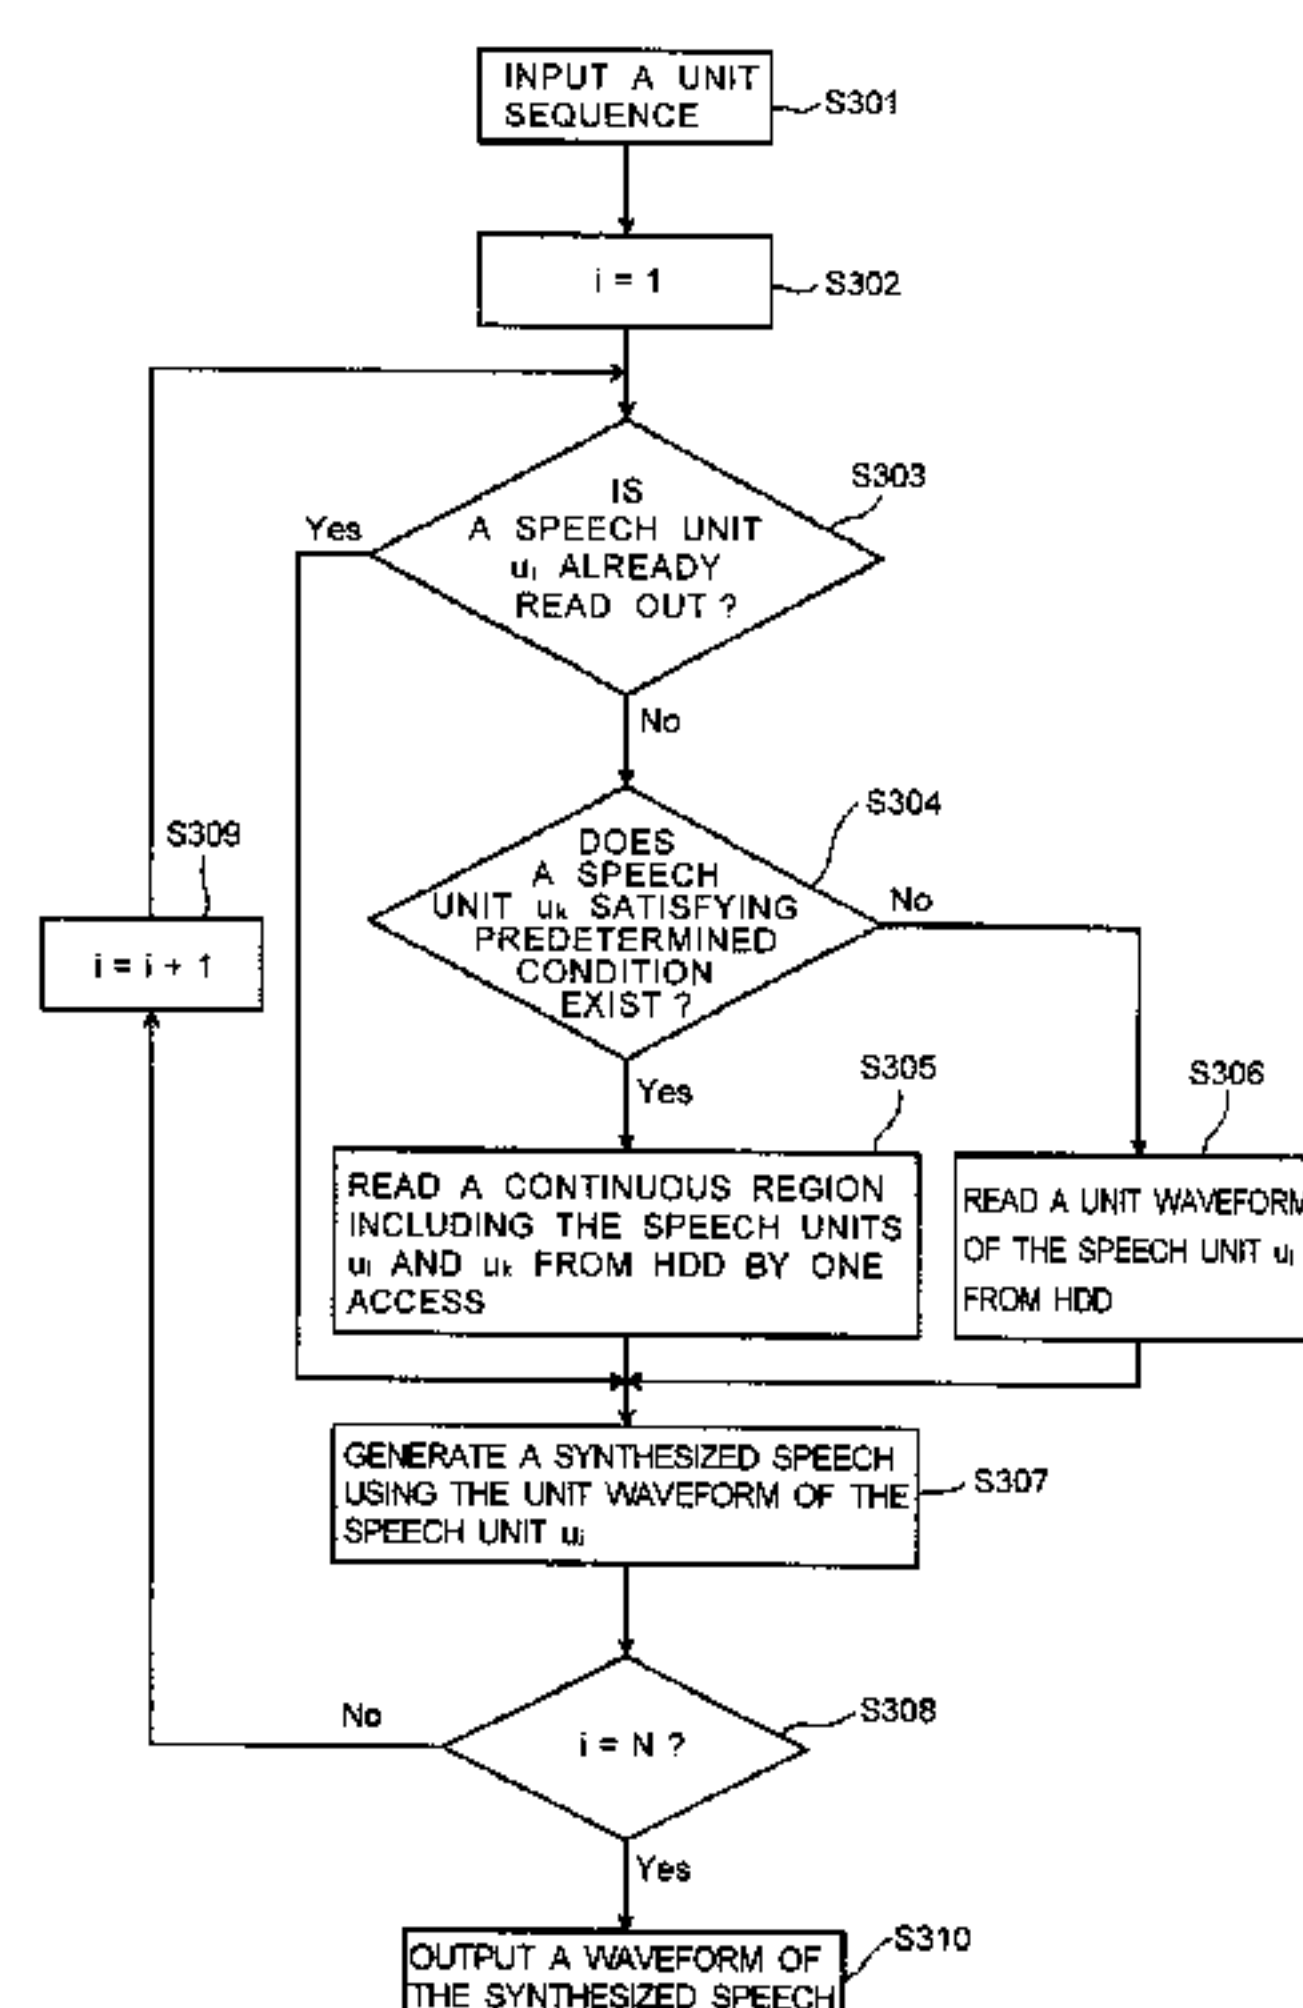 INPUT A UNIT
SEQUENCE
S301
i = 1
S302
S303
IS
A SPEECH UNIT
ui ALREADY
READ OUT ?
Yes
No
S304
DOES
A SPEECH
UNIT uk SATISFYING
PREDETERMINED
CONDITION
EXIST ?
No
Yes
S309
i = i + 1
S305
READ A CONTINUOUS REGION
INCLUDING THE SPEECH UNITS
ui AND uk FROM HDD BY ONE
ACCESS
S306
READ A UNIT WAVEFORM
OF THE SPEECH UNIT ui
FROM HDD
GENERATE A SYNTHESIZED SPEECH
USING THE UNIT WAVEFORM OF THE
SPEECH UNIT ui
S307
No
i = N ?
S308
Yes
OUTPUT A WAVEFORM OF
THE SYNTHESIZED SPEECH
S310